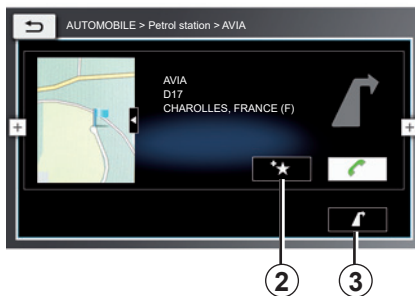 AUTOMOBILE > Petrol station > AVIA
AVIA
D17
CHAROLLES, FRANCE (F)
2
3